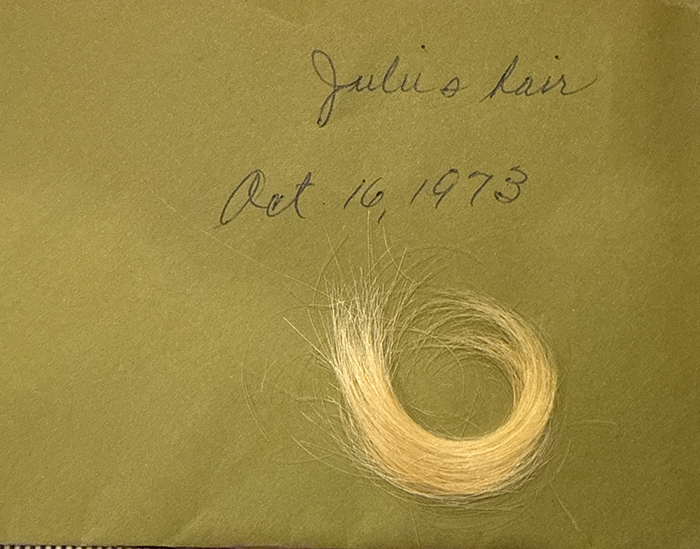 Julie's hair
Oct. 16, 1973